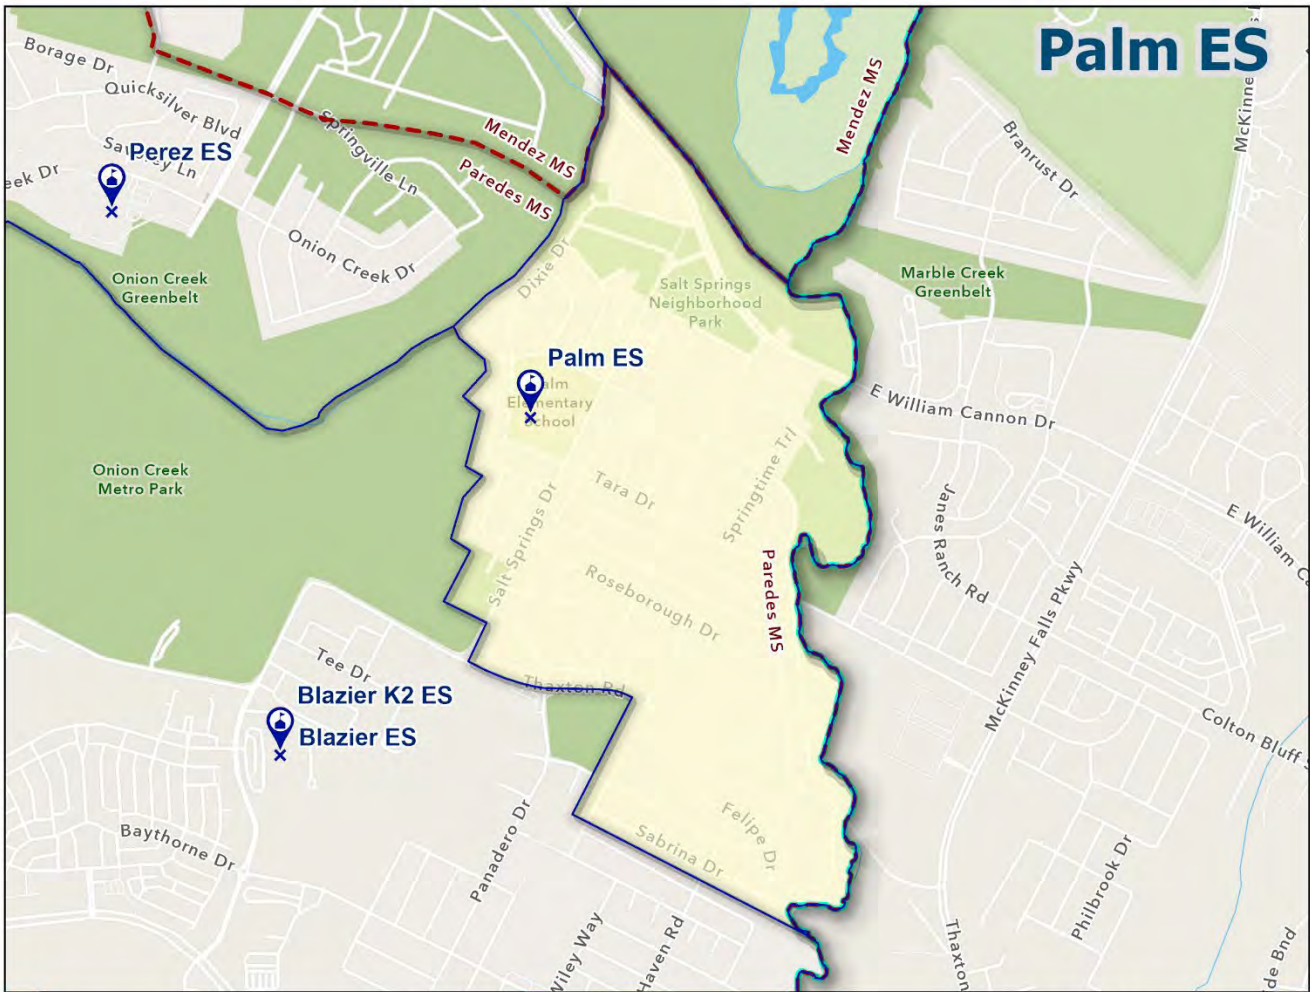 Palm ES
Borage Dr
Quicksilver Blvd
Springville Ln
Mendez MS
Paredes MS
Mendez MS
McKinney
Branrust Dr
Perez ES
eek Dr
Onion Creek Dr
Onion Creek
Greenbelt
Dixie Dr
Salt Springs
Neighborhood
Park
Marble Creek
Greenbelt
Palm ES
Elementary
School
E William Cannon Dr
Onion Creek
Metro Park
Tara Dr
Springtime Trl
Salt Springs Dr
Janes Ranch Rd
E William Ca
Roseborough Dr
Paredes MS
McKinney Falls Pkwy
Tee Dr
Thaxton Rd
Blazier K2 ES
Blazier ES
Colton Bluff S
Baythorne Dr
Panadero Dr
Sabrina Dr
Felipe Dr
Philbrook Dr
Wiley Way
Haven Rd
Thaxton
de Bnd